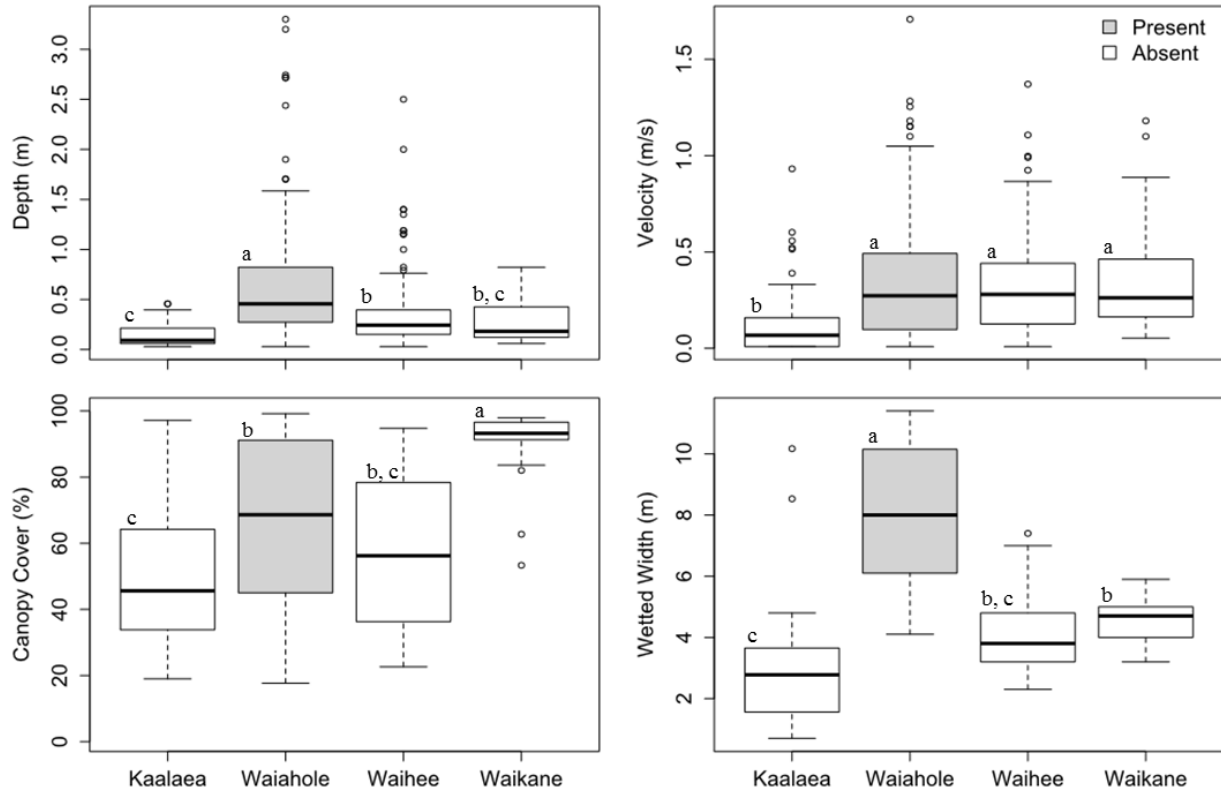 Depth (m)
3.0
2.5
2.0
1.5
1.0
0.5
0.0
c
a
b
b, c
Velocity (m/s)
1.5
1.0
0.5
0.0
Present
Absent
b
a
a
a
Canopy Cover (%)
100
80
60
40
20
0
c
b
b, c
a
Kaalaea Waiahole Waihee Waikane
Wetted Width (m)
10
8
6
4
2
c
a
b, c
b
Kaalaea Waiahole Waihee Waikane